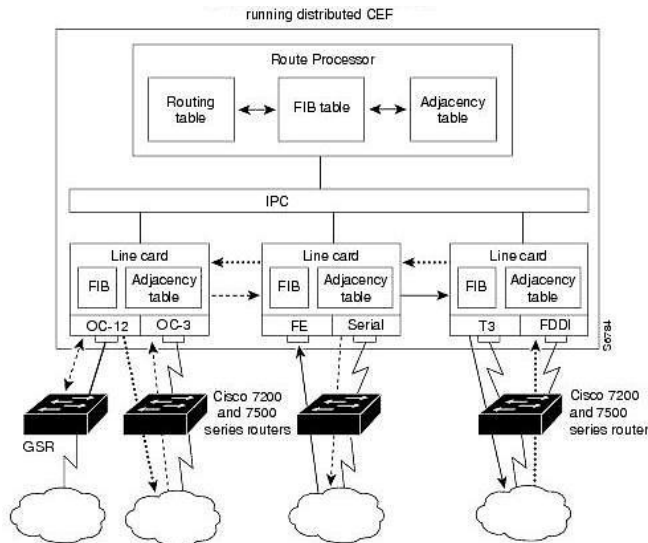 running distributed CEF
Route Processor
Routing
table
FIB table
Adjacency
table
IPC
Line card
FIB
Adjacency
table
OC-12
OC-3
Line card
FIB
Adjacency
table
FE
Serial
Line card
FIB
Adjacency
table
T3
FDDI
S6784
GSR
Cisco 7200
and 7500
series routers
Cisco 7200
and 7500
series router